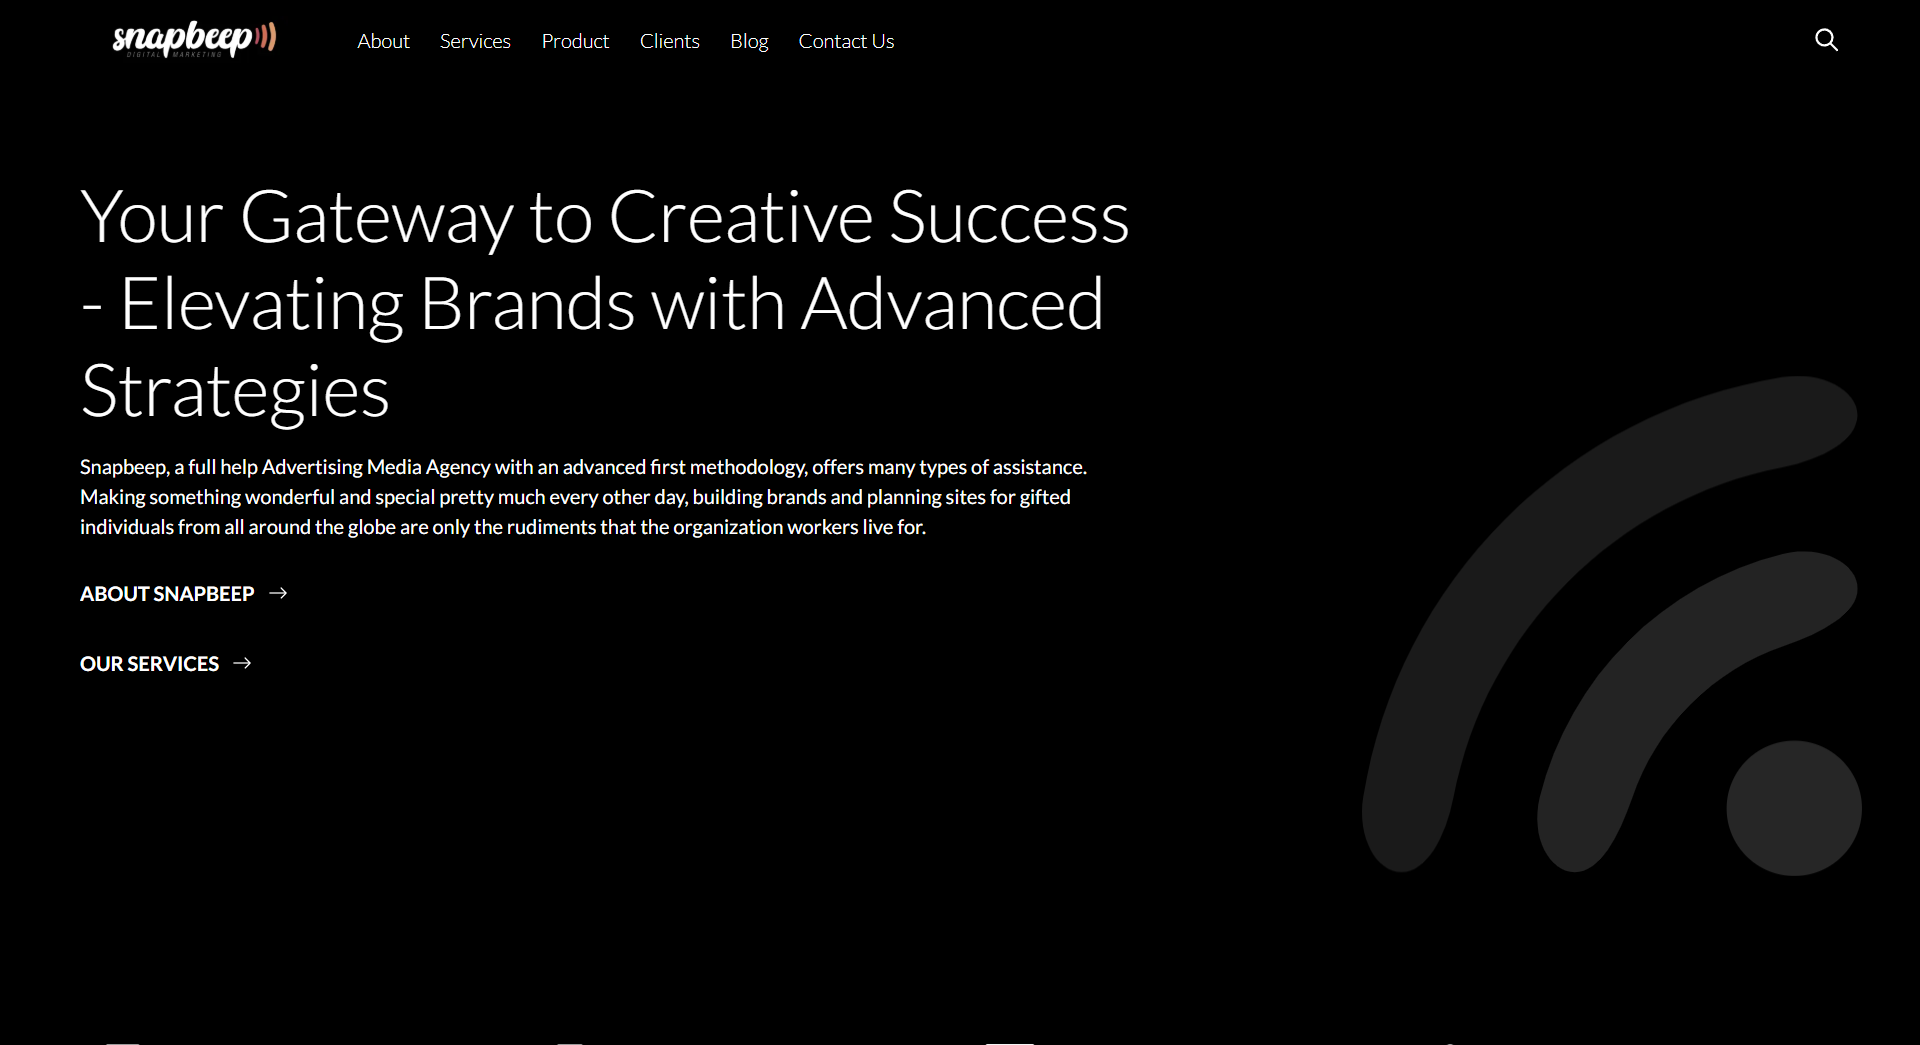 snapbeep
DIGITAL MARKETING
About Services Product Clients Blog Contact Us
Your Gateway to Creative Success
- Elevating Brands with Advanced
Strategies
Snapbeep, a full help Advertising Media Agency with an advanced first methodology, offers many types of assistance.
Making something wonderful and special pretty much every other day, building brands and planning sites for gifted
individuals from all around the globe are only the rudiments that the organization workers live for.
ABOUT SNAPBEEP
OUR SERVICES